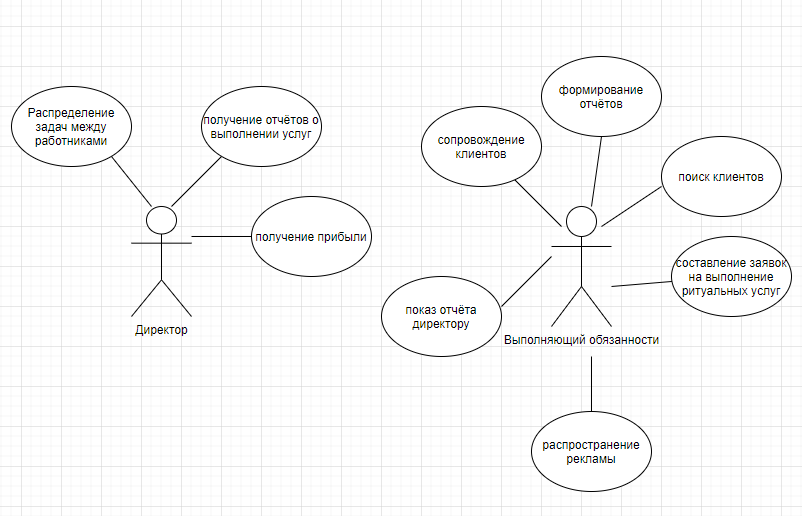 Распределение
задач между
работниками
получение отчётов о
выполнении услуг
получение прибыли
Директор
формирование
отчётов
сопровождение
клиентов
поиск клиентов
составление заявок
на выполнение
ритуальных услуг
показ отчёта
директору
Выполняющий обязанности
распространение
рекламы